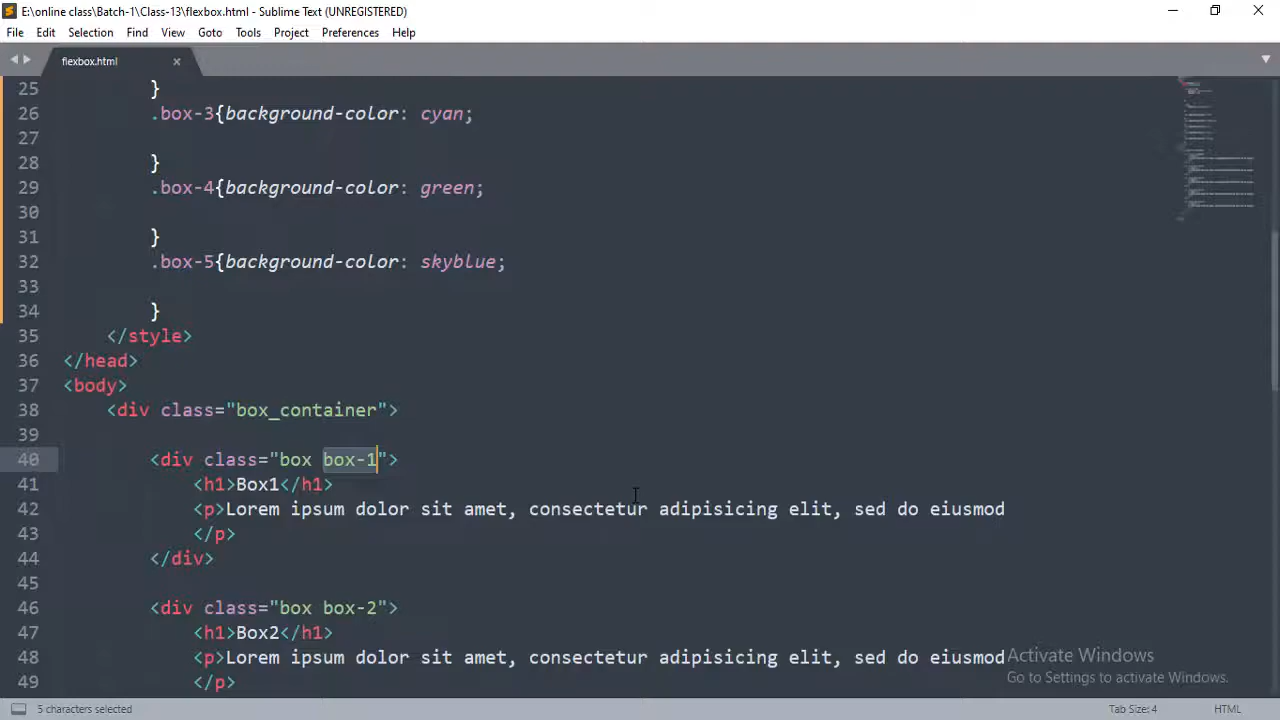 E:\online class\Batch-1\Class-13\flexbox.html - Sublime Text (UNREGISTERED)
File Edit Selection Find View Goto Tools Project Preferences Help
flexbox.html
25 }
26 .box-3{background-color: cyan;
27
28 }
29 .box-4{background-color: green;
30
31 }
32 .box-5{background-color: skyblue;
33
34 }
35 </style>
36 </head>
37 <body>
38 <div class="box_container">
39
40 <div class="box box-1">
41 <h1>Box1</h1>
42 <p>Lorem ipsum dolor sit amet, consectetur adipisicing elit, sed do eiusmod
43 </p>
44 </div>
45
46 <div class="box box-2">
47 <h1>Box2</h1>
48 <p>Lorem ipsum dolor sit amet, consectetur adipisicing elit, sed do eiusmod
49 </p>
Activate Windows
Go to Settings to activate Windows.
5 characters selected Tab Size: 4 HTML